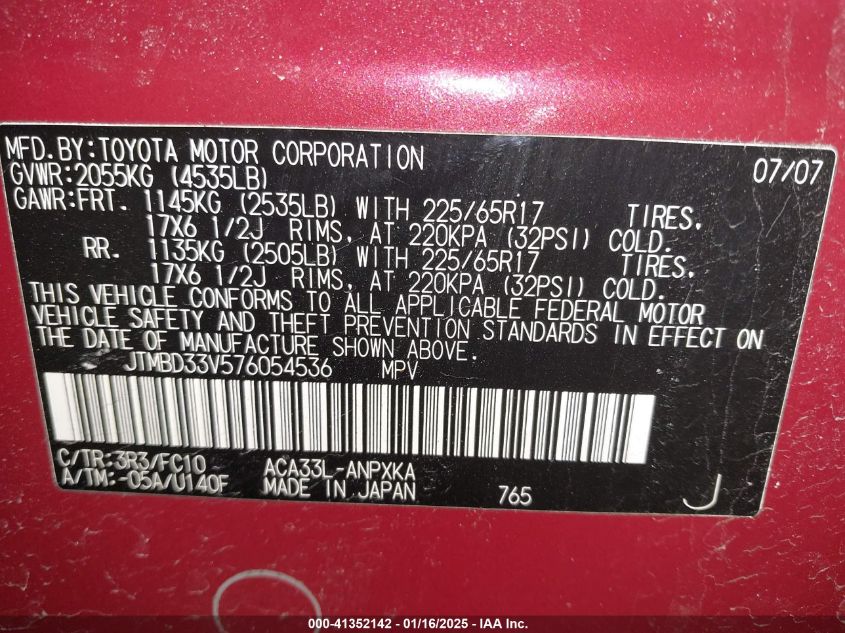 MFD.BY:TOYOTA MOTOR CORPORATION 07/07
GVWR:2055KG (4535LB)
GAWR:FRT. 1145KG (2535LB) WITH 225/65R17 TIRES.
17X6 1/2J RIMS, AT 220KPA (32PSI) COLD.
RR. 1135KG (2505LB) WITH 225/65R17 TIRES.
17X6 1/2J RIMS, AT 220KPA (32PSI) COLD.
THIS VEHICLE CONFORMS TO ALL APPLICABLE FEDERAL MOTOR
VEHICLE SAFETY AND THEFT PREVENTION STANDARDS IN EFFECT ON
THE DATE OF MANUFACTURE SHOWN ABOVE.
JTMBD33V576054536 MPV
C/TR:3R3/FC10 ACA33L-ANPXKA
A/TM:-05A/U140F MADE IN JAPAN 765 J
000-41352142 - 01/16/2025 - IAA Inc.